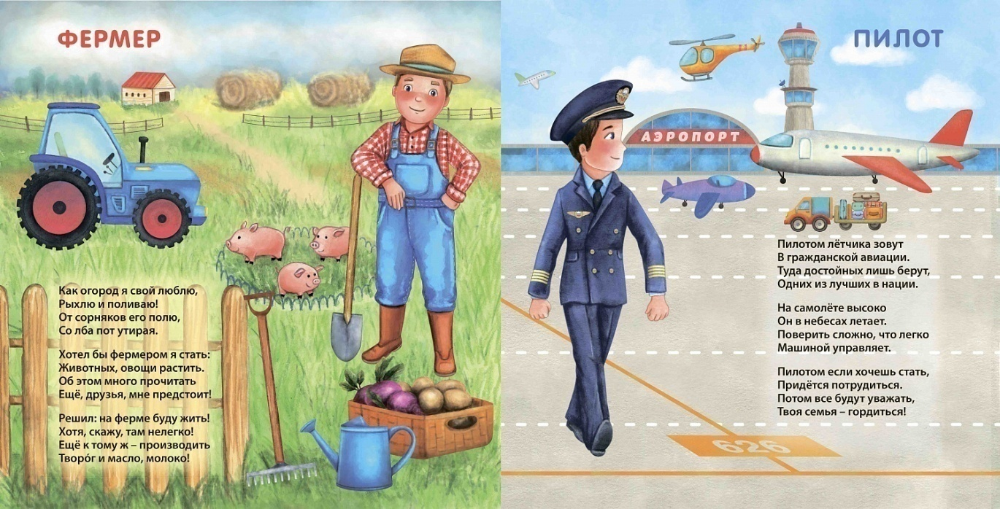 ФЕРМЕР
Как огород я свой люблю,
Рыхлю и поливаю!
От сорняков его полю,
Со лба пот утирая.
Хотел бы фермером я стать:
Животных, овощи растить.
Об этом много прочитать
Ещё, друзья, мне предстоит!
Решил: на ферме буду жить!
Хотя, скажу, там нелегко!
Ещё к тому ж – производить
Творóг и масло, молоко!
ПИЛОТ
АЭРОПОРТ
Пилотом лётчика зовут
В гражданской авиации.
Туда достойных лишь берут,
Одних из лучших в нации.
На самолёте высоко
Он в небесах летает.
Поверить сложно, что легко
Машиной управляет.
Пилотом если хочешь стать,
Придётся потрудиться.
Потом все будут уважать,
Твоя семья – гордиться!
626